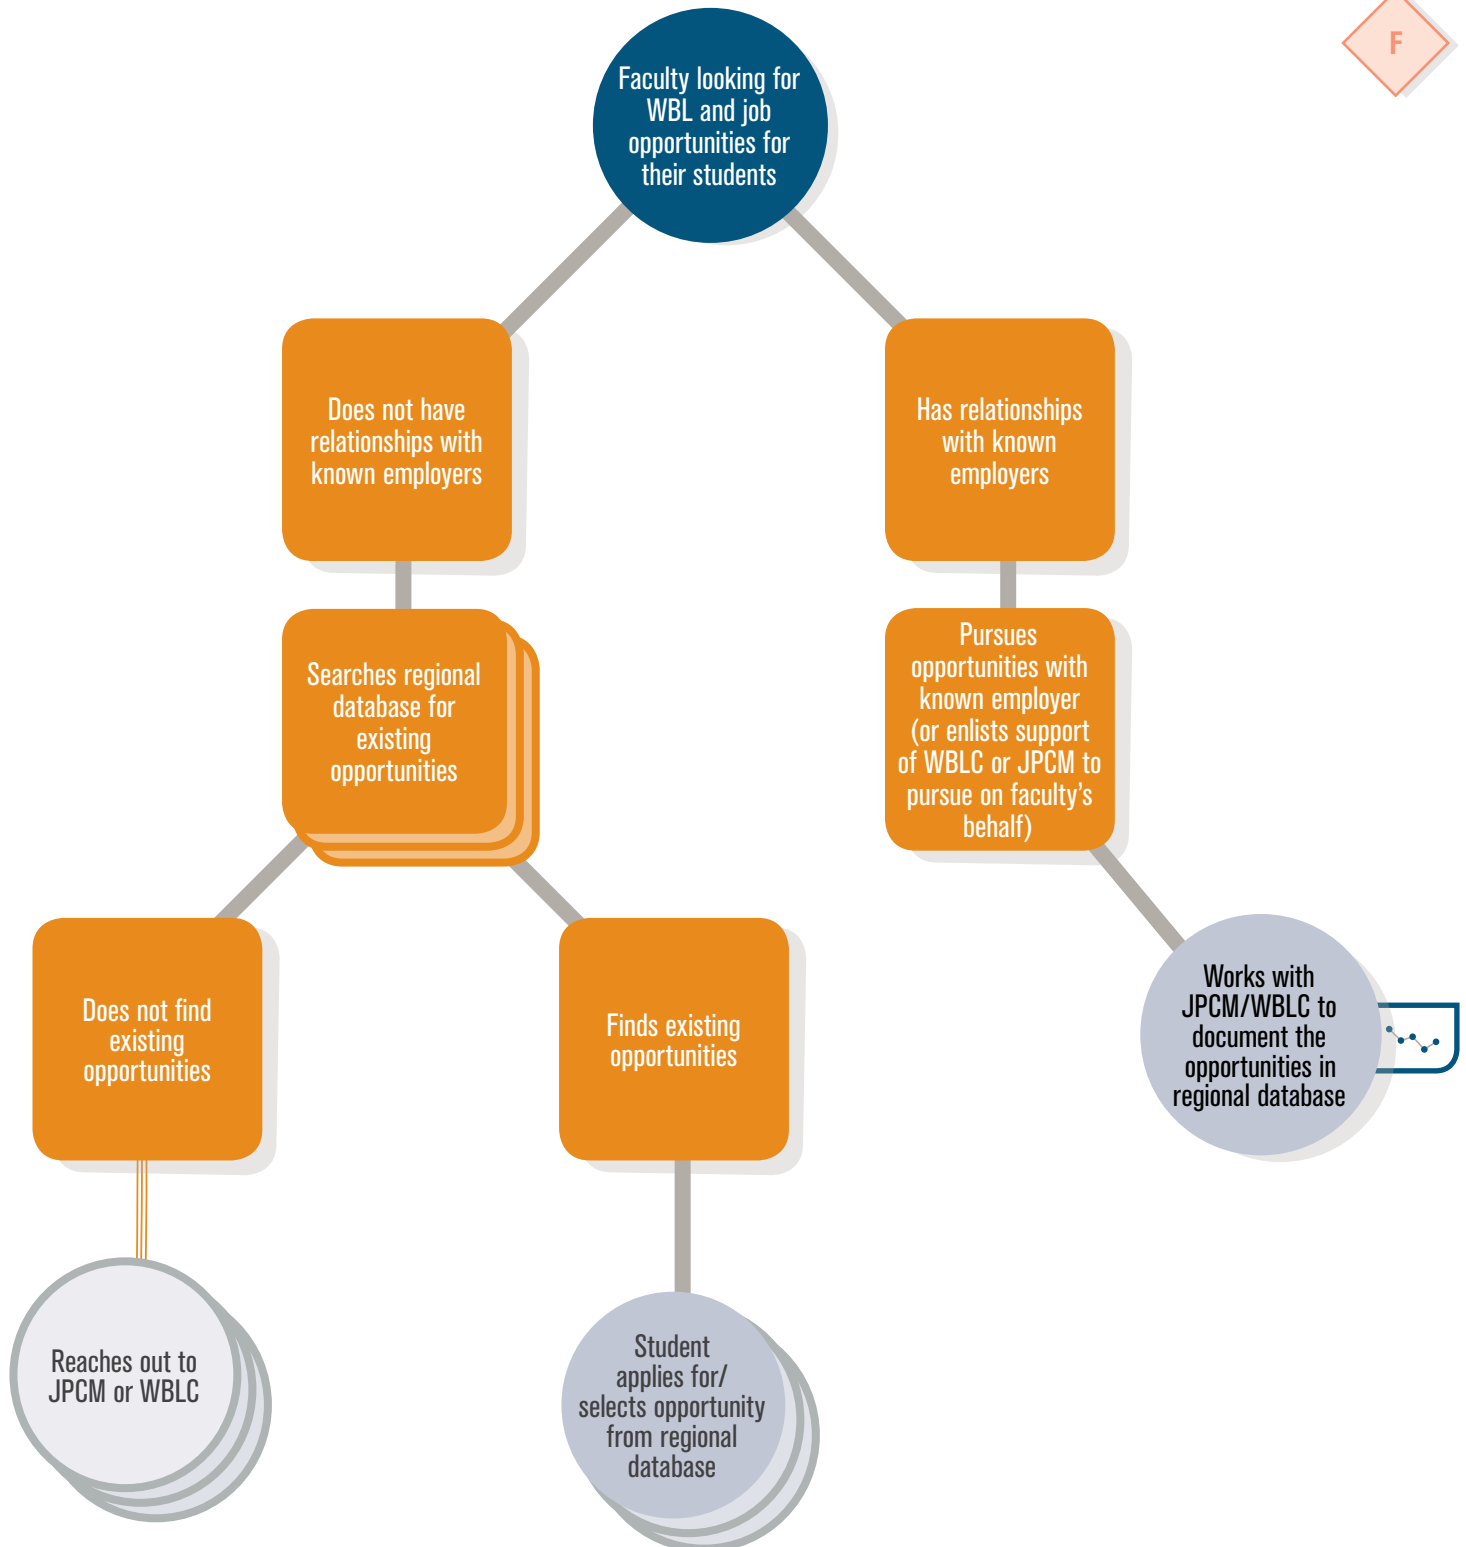 F
Faculty looking for
WBL and job
opportunities for
their students
Does not have
relationships with
known employers
Has relationships
with known
employers
Searches regional
database for
existing
opportunities
Pursues
opportunities with
known employer
(or enlists support
of WBLC or JPCM to
pursue on faculty’s
behalf)
Does not find
existing
opportunities
Finds existing
opportunities
Works with
JPCM/WBLC to
document the
opportunities in
regional database
Reaches out to
JPCM or WBLC
Student
applies for/
selects opportunity
from regional
database